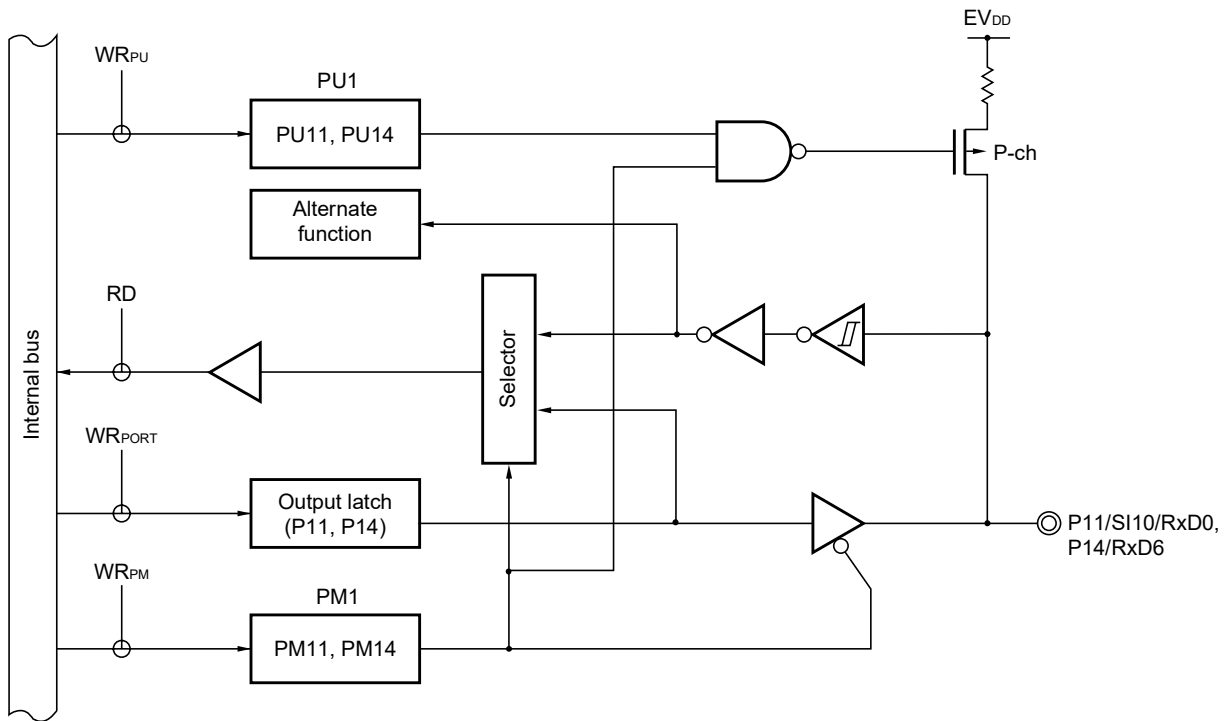 EVDD
WRPU
PU1
PU11, PU14
P-ch
Alternate
function
RD
Selector
Internal bus
WRPORT
Output latch
(P11, P14)
P11/SI10/RxD0,
P14/RxD6
WRPM
PM1
PM11, PM14